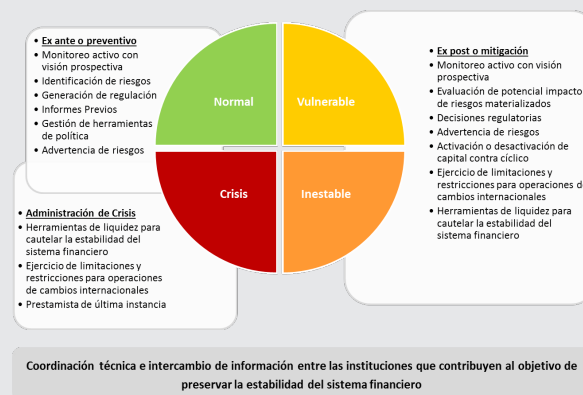 • Ex ante o preventivo
• Monitoreo activo con
visión prospectiva
• Identificación de riesgos
• Generación de regulación
• Informes Previos
• Gestión de herramientas
de política
• Advertencia de riesgos
Normal
Vulnerable
Crisis
Inestable
• Ex post o mitigación
• Monitoreo activo con visión
prospectiva
• Evaluación de potencial impacto
de riesgos materializados
• Decisiones regulatorias
• Advertencia de riesgos
• Activación o desactivación de
capital contra cíclico
• Ejercicio de limitaciones y
restricciones para operaciones de
cambios internacionales
• Herramientas de liquidez para
cautelar la estabilidad del
sistema financiero
• Administración de Crisis
• Herramientas de liquidez para
cautelar la estabilidad del
sistema financiero
• Ejercicio de limitaciones y
restricciones para operaciones
de cambios internacionales
• Prestamista de última instancia
Coordinación técnica e intercambio de información entre las instituciones que contribuyen al objetivo de
preservar la estabilidad del sistema financiero